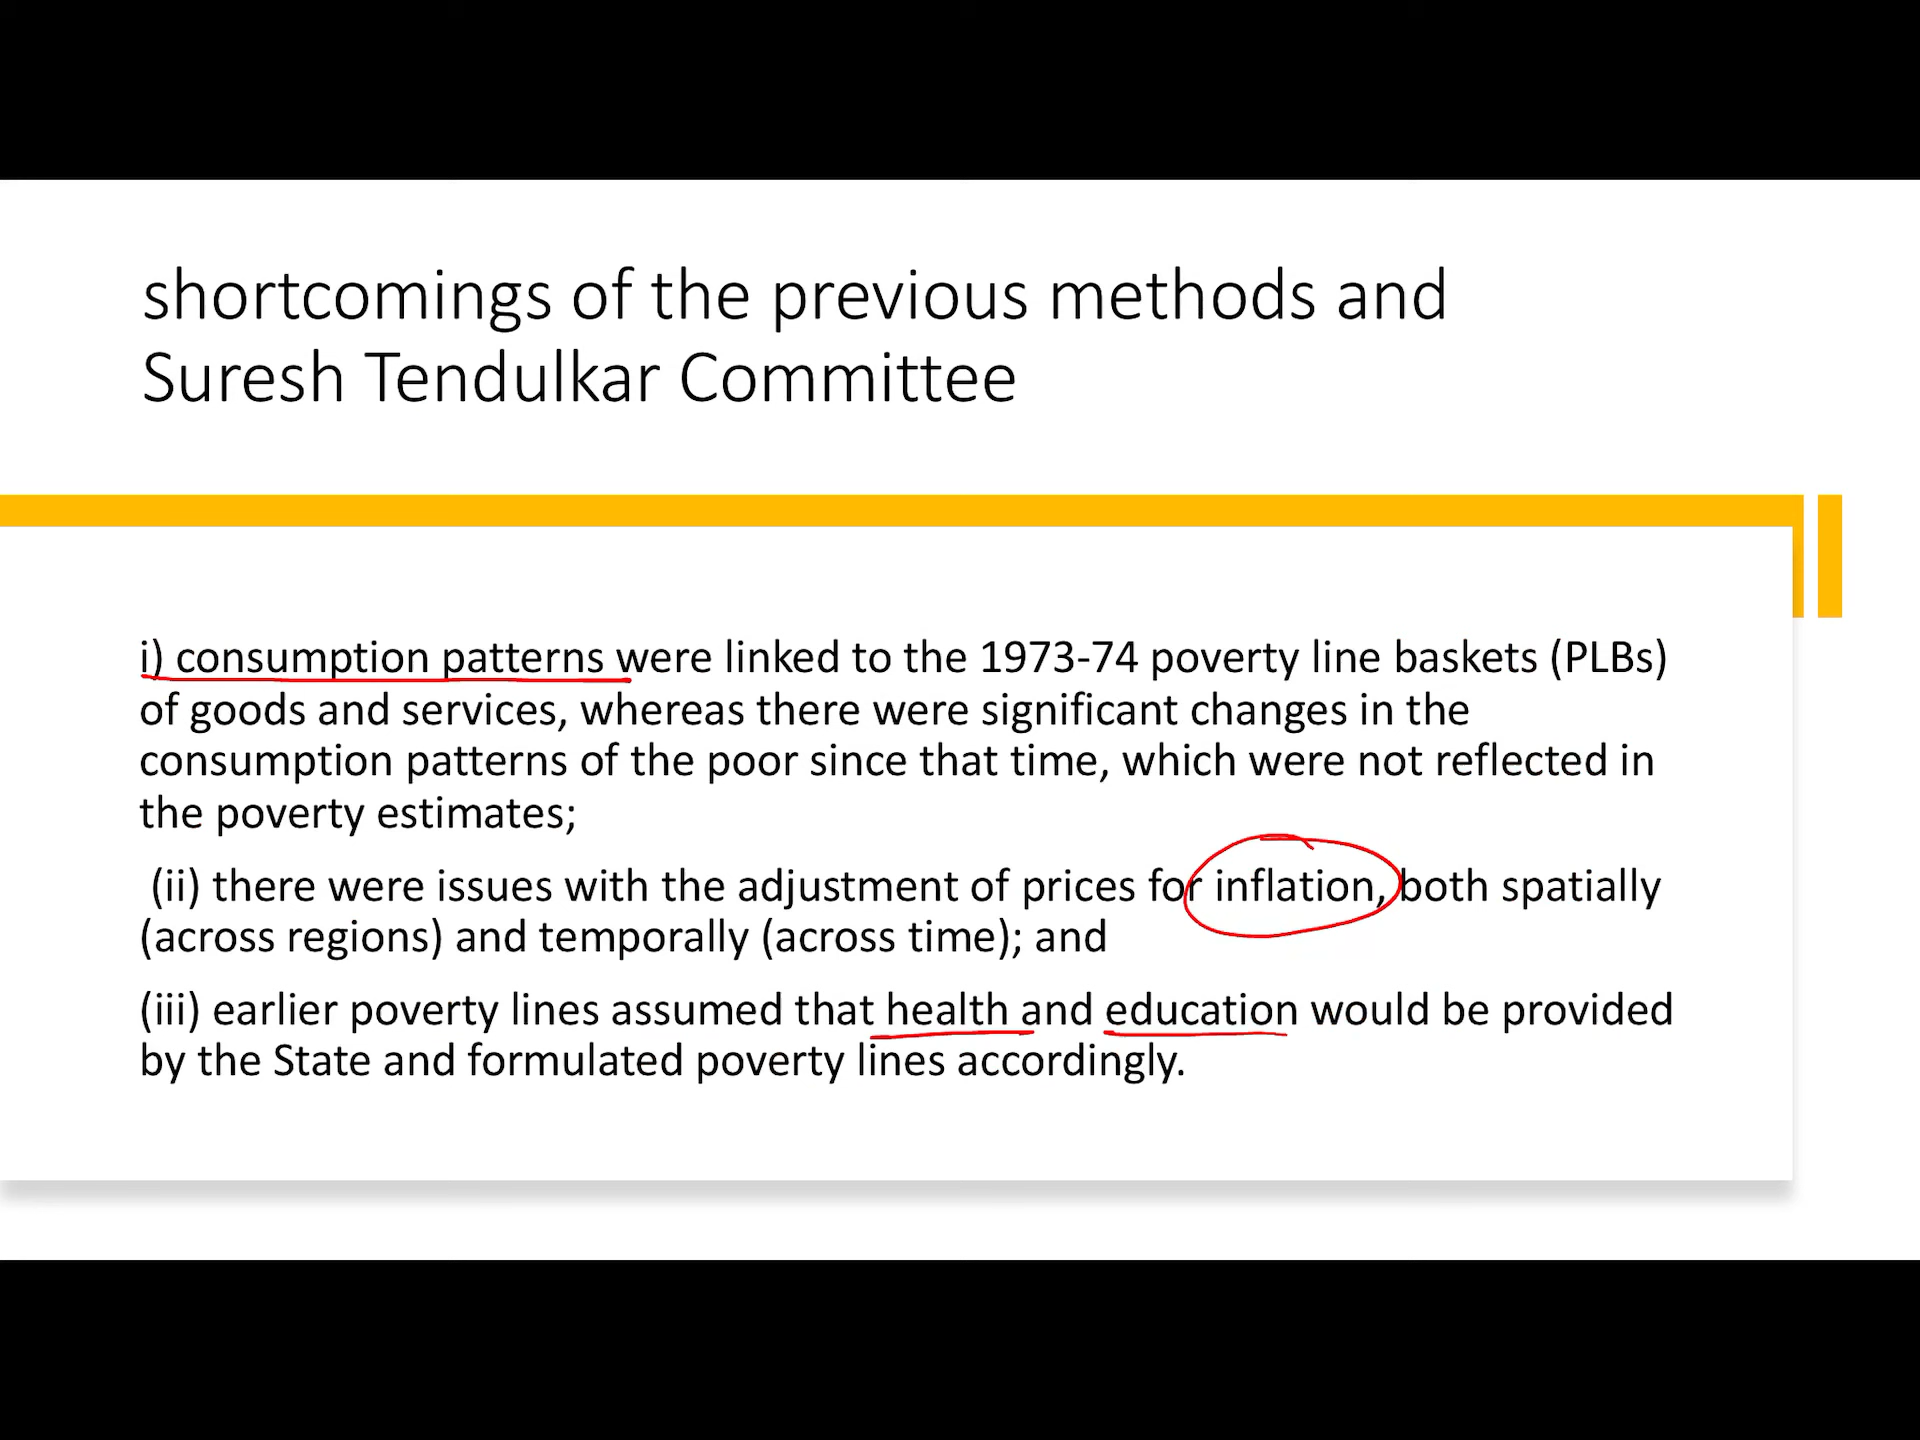 shortcomings of the previous methods and
Suresh Tendulkar Committee
i) consumption patterns were linked to the 1973-74 poverty line baskets (PLBs)
of goods and services, whereas there were significant changes in the
consumption patterns of the poor since that time, which were not reflected in
the poverty estimates;
(ii) there were issues with the adjustment of prices for inflation, both spatially
(across regions) and temporally (across time); and
(iii) earlier poverty lines assumed that health and education would be provided
by the State and formulated poverty lines accordingly.